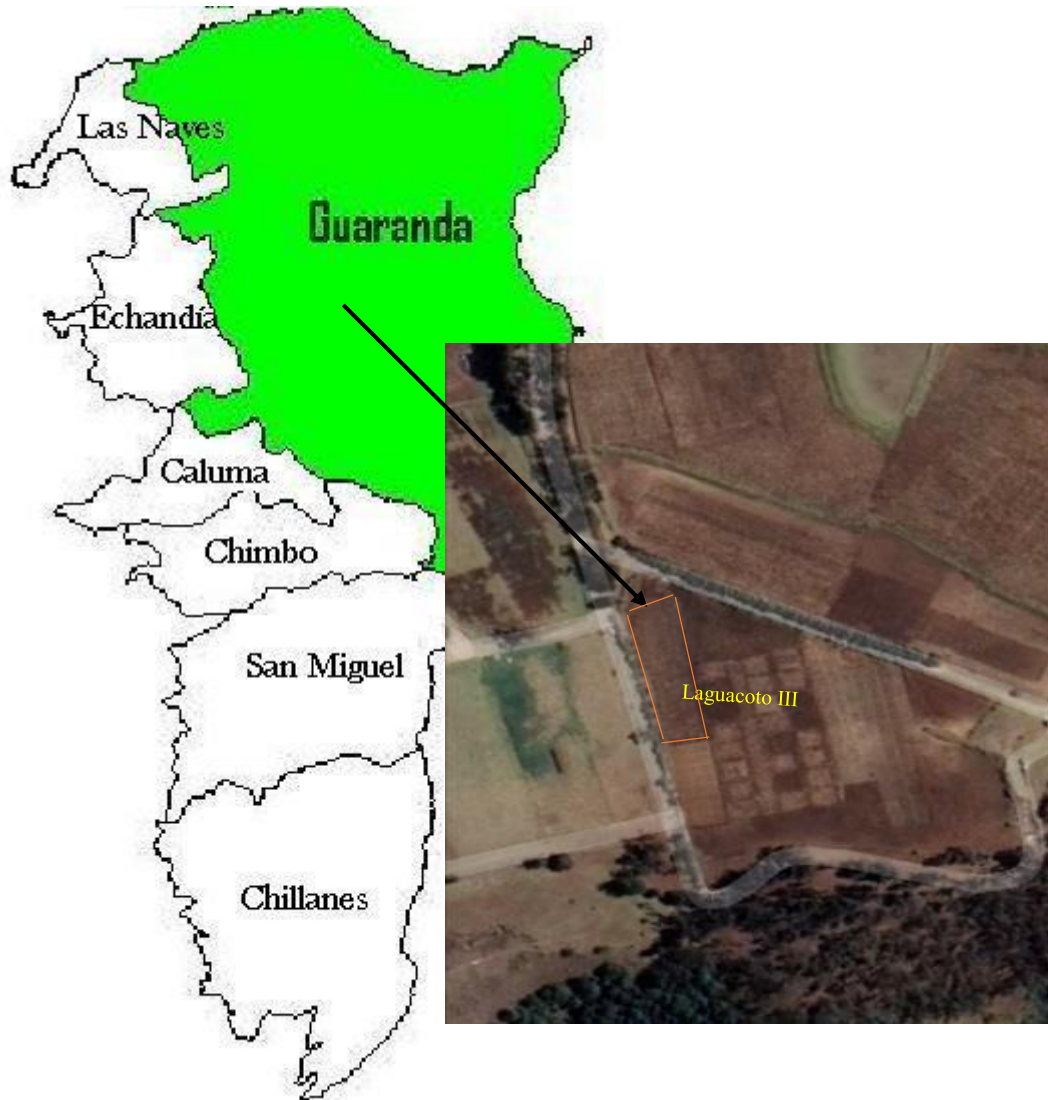 Las Naves
Guaranda
Echandía
Caluma
Chimbo
San Miguel
Laguacoto III
Chillanes